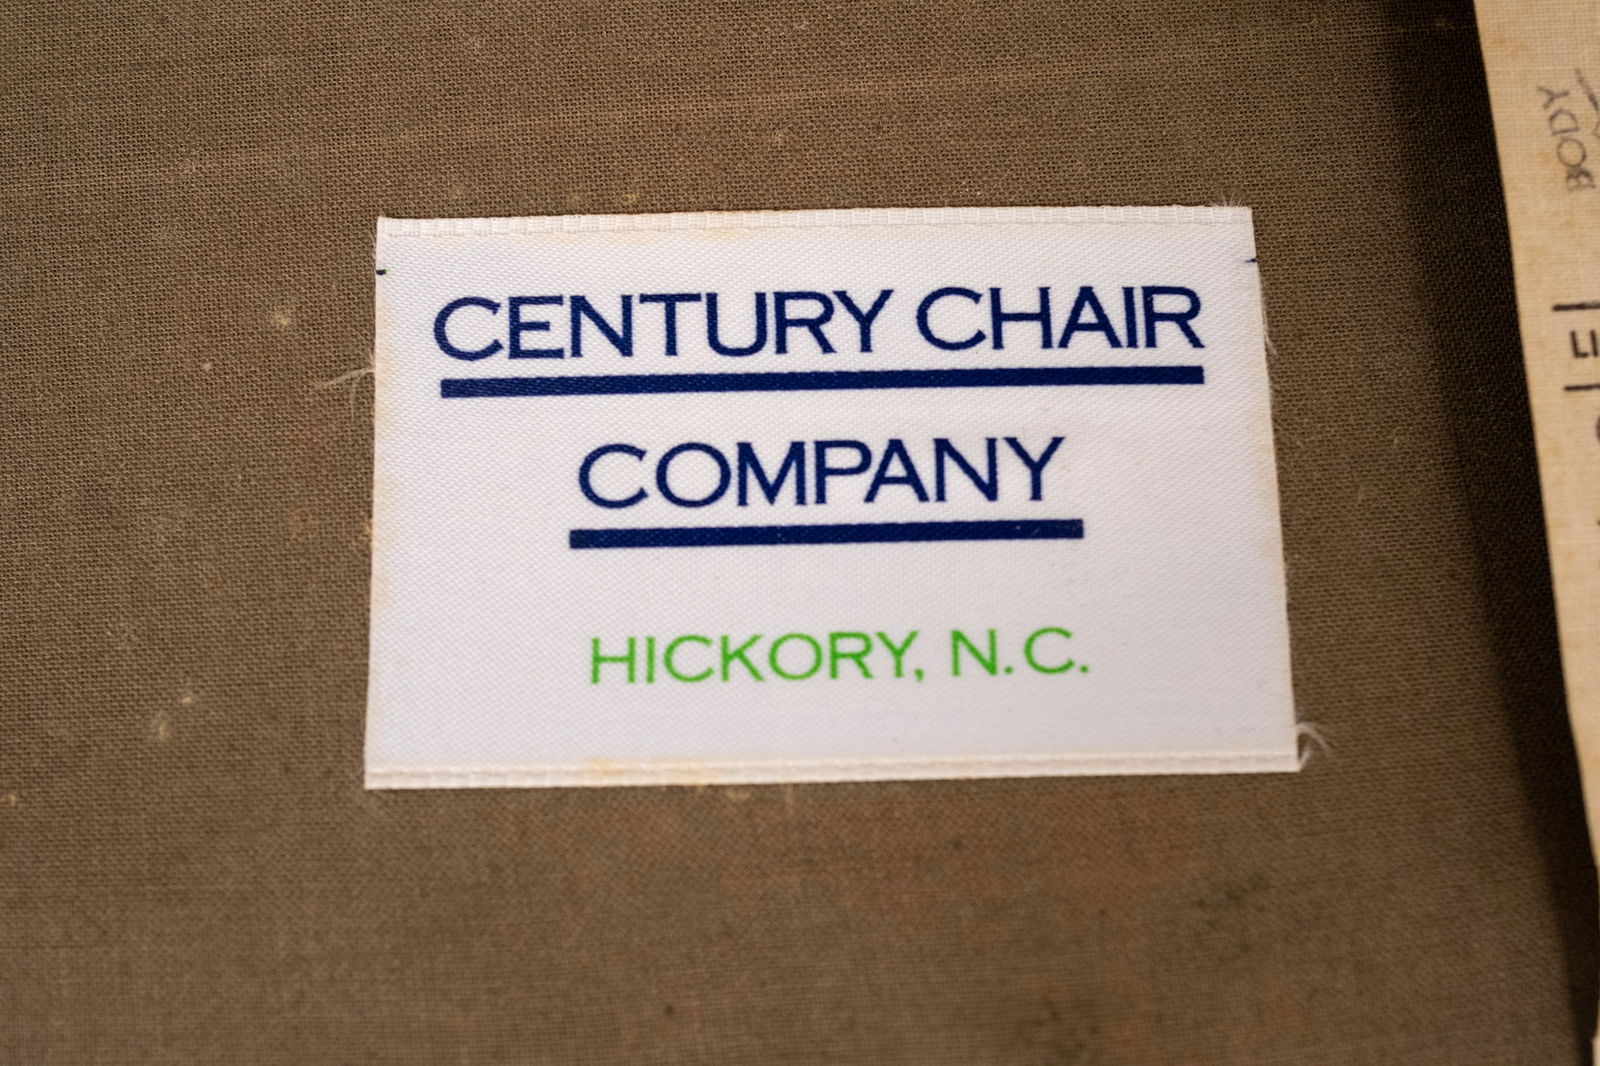 CENTURY CHAIR
COMPANY
HICKORY, N.C.
BODY